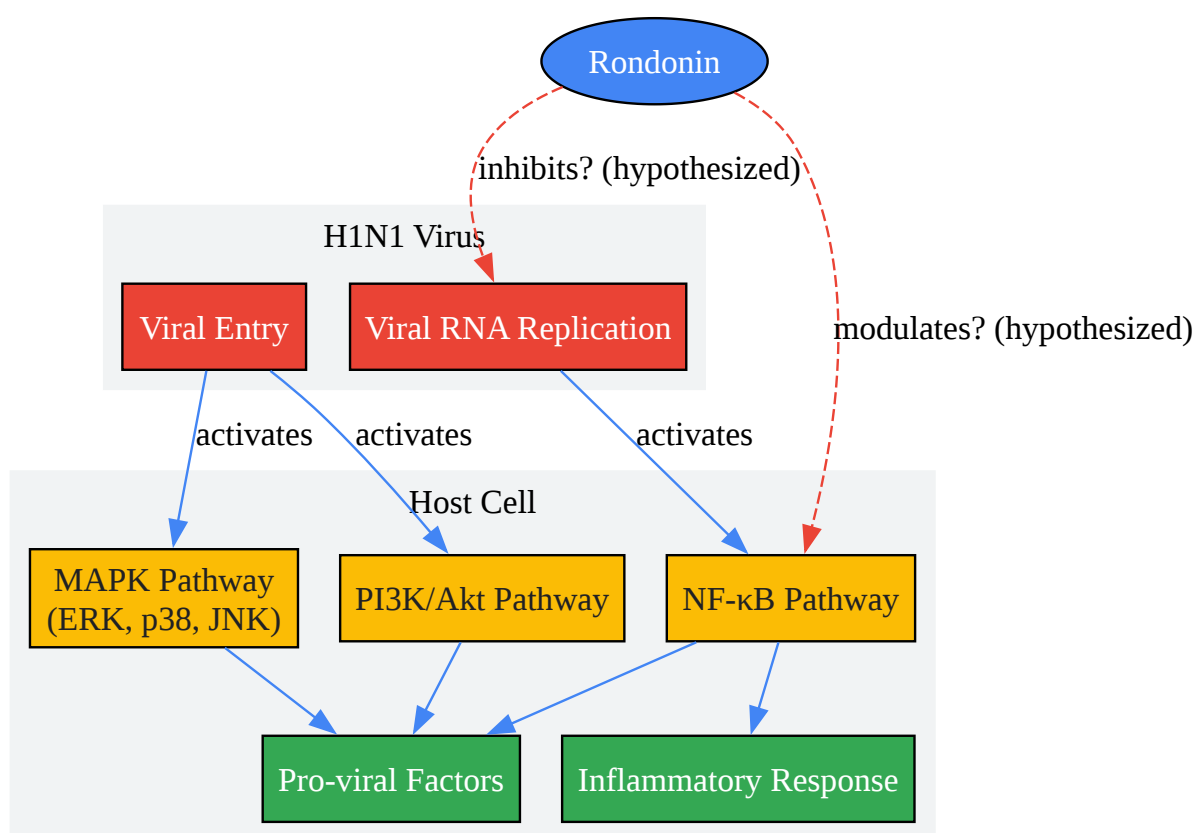 Rondonin
inhibits? (hypothesized)
H1N1 Virus
Viral Entry
Viral RNA Replication
modulates? (hypothesized)
activates
activates
activates
Host Cell
MAPK Pathway
(ERK, p38, JNK)
PI3K/Akt Pathway
NF-κB Pathway
Pro-viral Factors
Inflammatory Response